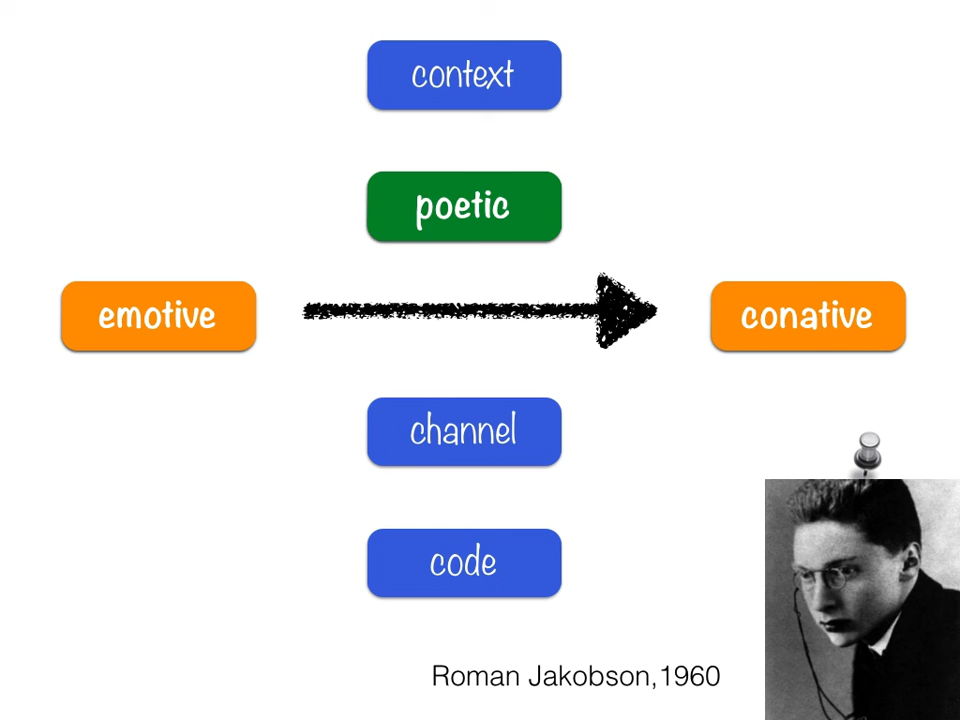 context
poetic
emotive
conative
channel
code
Roman Jakobson,1960